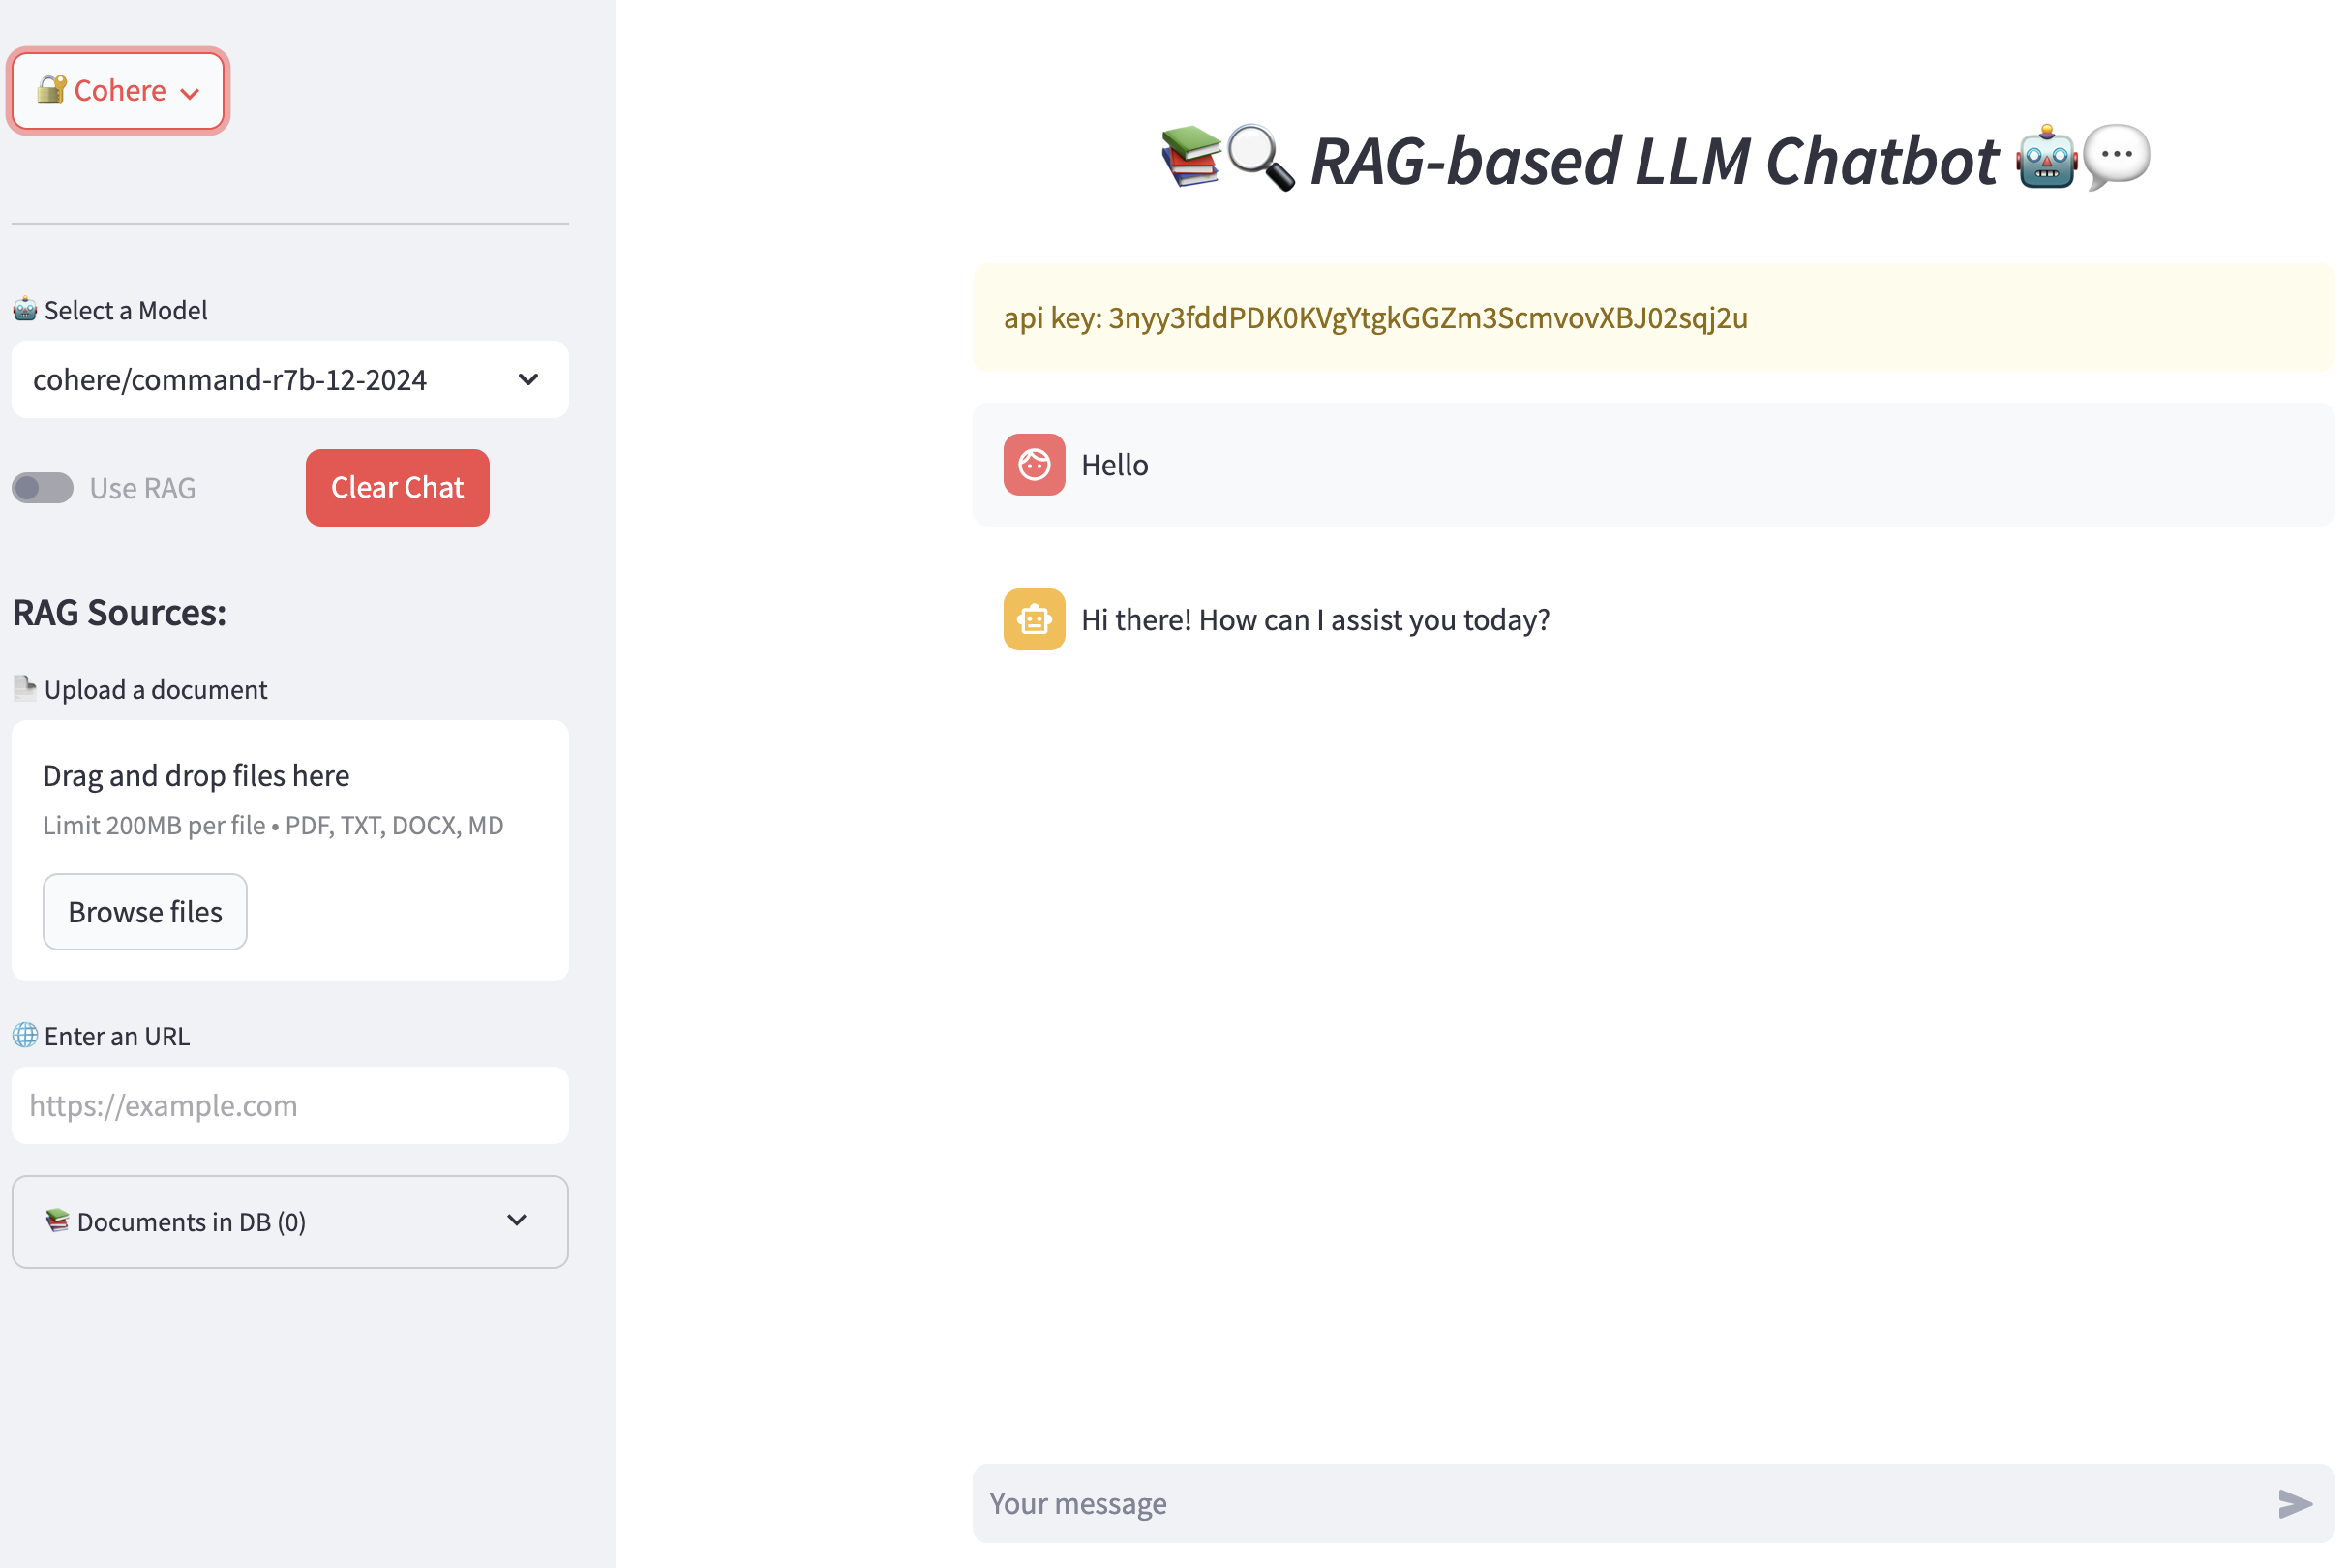 Cohere
Select a Model
cohere/command-r7b-12-2024
Use RAG
Clear Chat
RAG Sources:
Upload a document
Drag and drop files here
Limit 200MB per file • PDF, TXT, DOCX, MD
Browse files
Enter an URL
https://example.com
Documents in DB (0)
RAG-based LLM Chatbot
api key: 3nyy3fddPDK0KVgYtgkGGZm3ScmvovXBJ02sqj2u
Hello
Hi there! How can I assist you today?
Your message